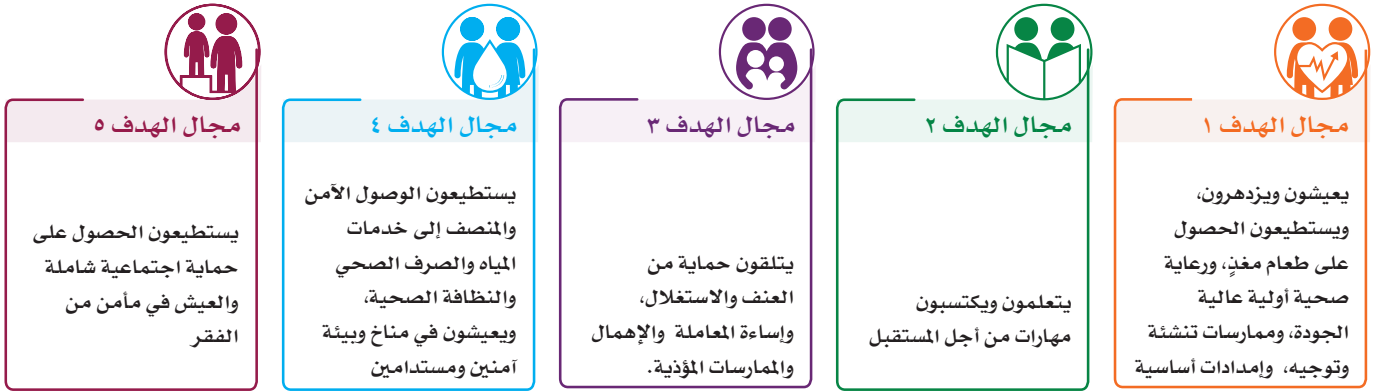 مجال الهدف ١
يعيشون ويزدهرون،
ويستطيعون الحصول
على طعام مغذٍ، ورعاية
صحية أولية عالية
الجودة، وممارسات تنشئة
وتوجيه، وإمدادات أساسية
مجال الهدف ٢
يتعلمون ويكتسبون
مهارات من أجل المستقبل
مجال الهدف ٣
يتلقون حماية من
العنف والاستغلال،
وإساءة المعاملة والإهمال
والممارسات المؤذية.
مجال الهدف ٤
يستطيعون الوصول الآمن
والمنصف إلى خدمات
المياه والصرف الصحي
والنظافة الصحية،
ويعيشون في مناخ وبيئة
آمنين ومستدامين
مجال الهدف ٥
يستطيعون الحصول على
حماية اجتماعية شاملة
والعيش في مأمن من
الفقر